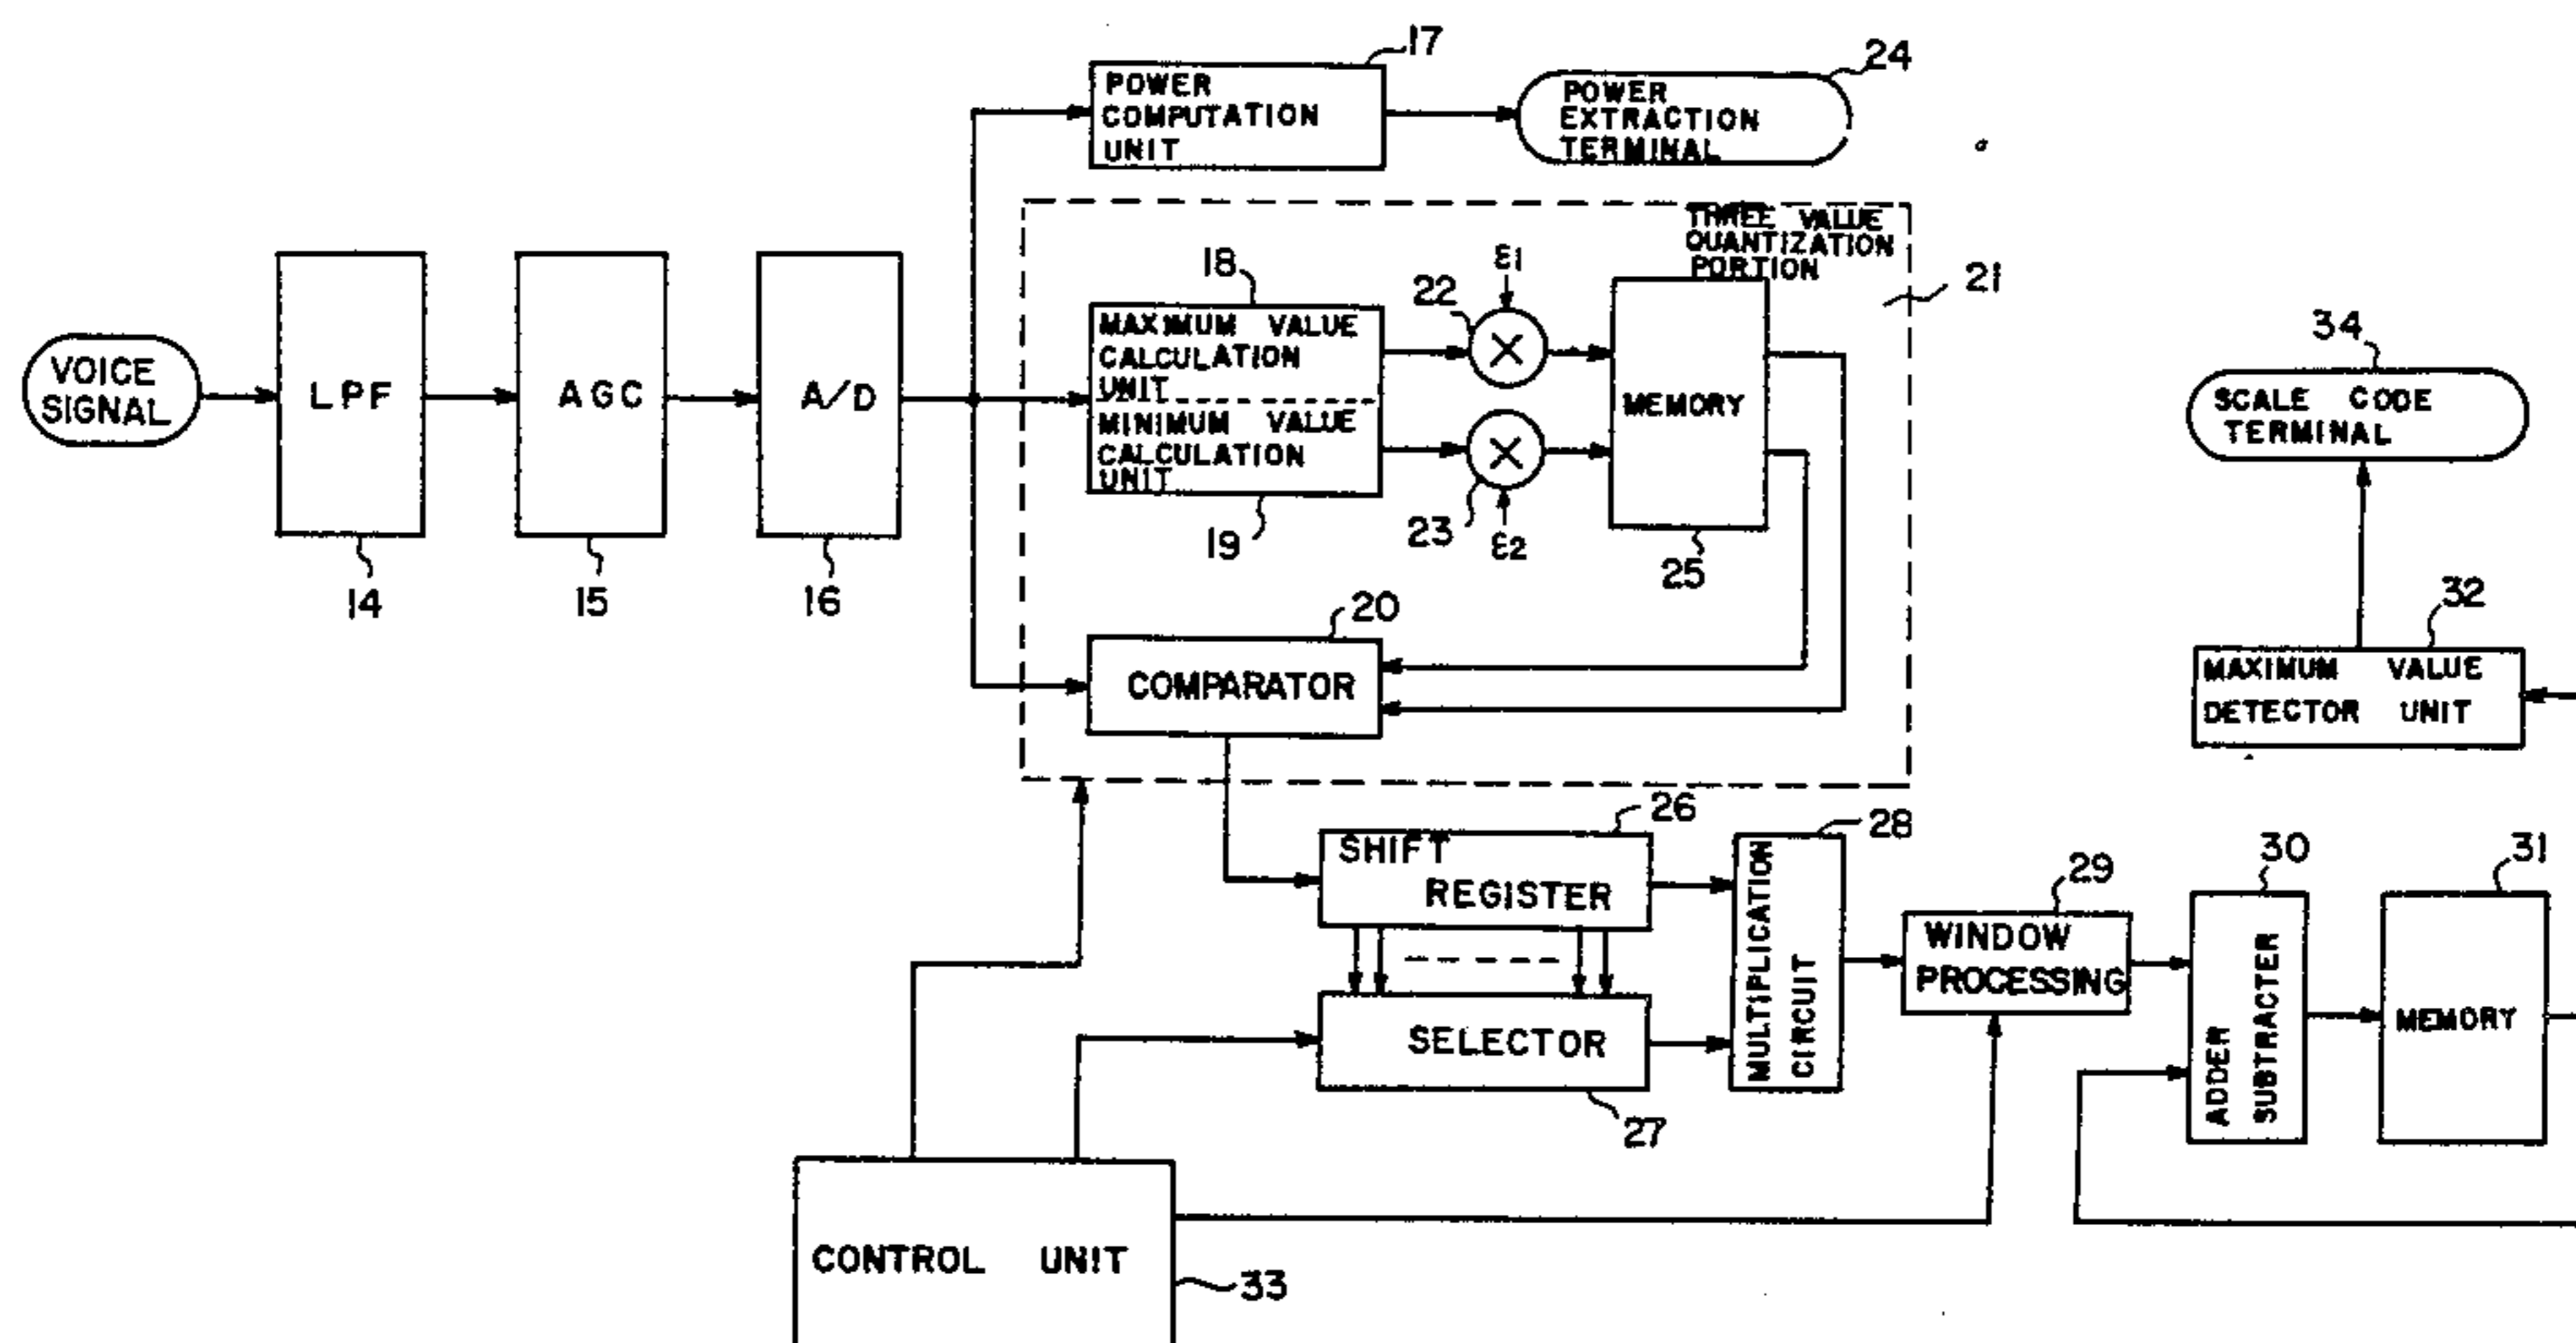 17
POWER
COMPUTATION
UNIT
24
POWER
EXTRACTION
TERMINAL
VOICE
SIGNAL
LPF
14
AGC
15
A/D
16
THREE VALUE
QUANTIZATION
PORTION
21
18
MAXIMUM VALUE
CALCULATION
UNIT
MINIMUM VALUE
CALCULATION
UNIT
19
ε1
22
×
23
×
ε2
MEMORY
25
20
COMPARATOR
34
SCALE CODE
TERMINAL
32
MAXIMUM VALUE
DETECTOR UNIT
26
SHIFT
REGISTER
SELECTOR
27
28
MULTIPLICATION
CIRCUIT
29
WINDOW
PROCESSING
30
ADDER
SUBTRACTER
31
MEMORY
CONTROL UNIT
33